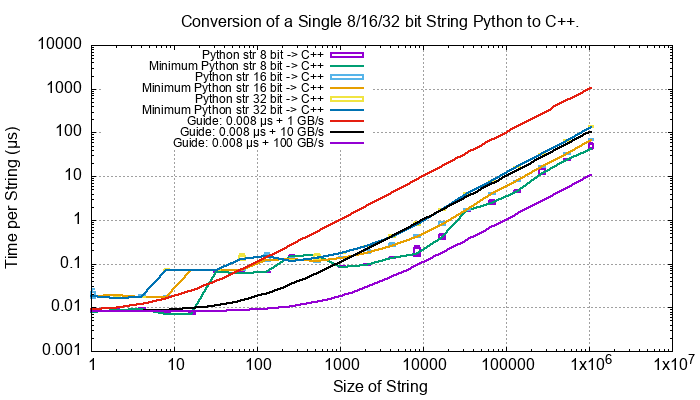 Conversion of a Single 8/16/32 bit String Python to C++.
10000
1000
100
10
1
0.1
0.01
0.001
Time per String (µs)
Python str 8 bit -> C++
Minimum Python str 8 bit -> C++
Python str 16 bit -> C++
Minimum Python str 16 bit -> C++
Python str 32 bit -> C++
Minimum Python str 32 bit -> C++
Guide: 0.008 µs + 1 GB/s
Guide: 0.008 µs + 10 GB/s
Guide: 0.008 µs + 100 GB/s
1 10 100 1000 10000 100000 1x10⁶ 1x10⁷
Size of String